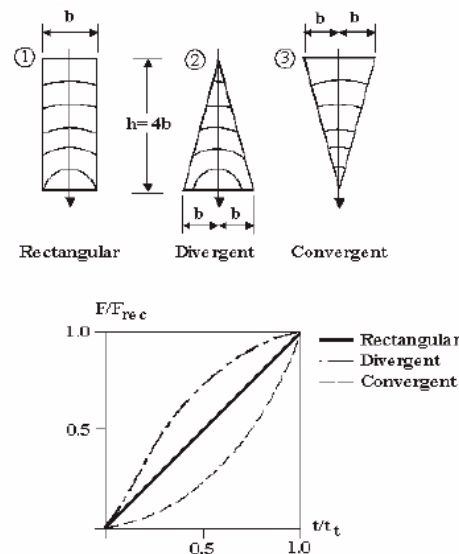 b
b b
① ② ③
h=4b
b b
Rectangular Divergent Convergent
F/Frec
1.0
Rectangular
Divergent
Convergent
0.5
0.5 1.0
t/tt